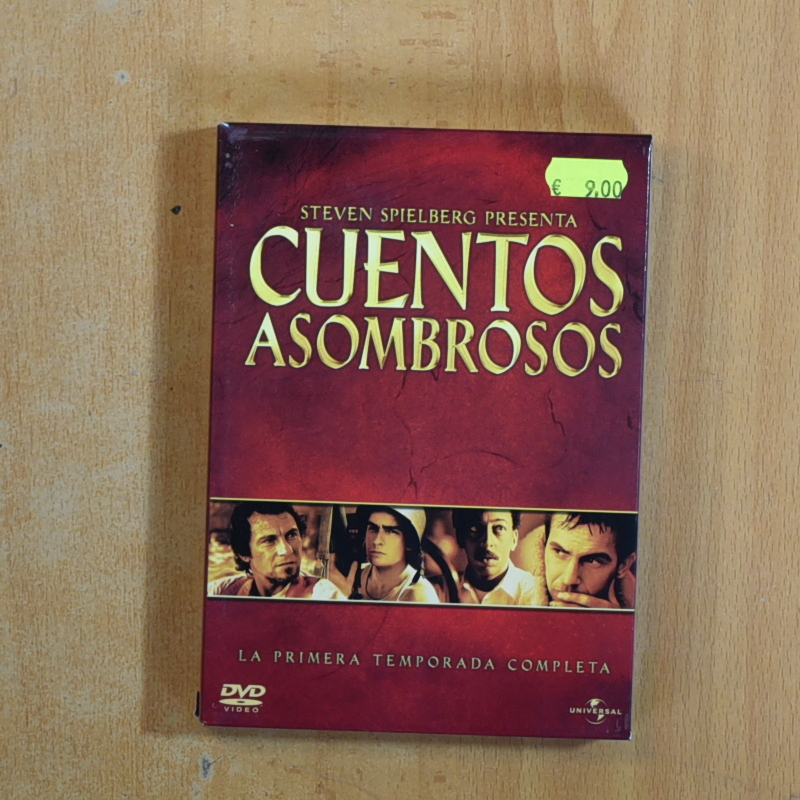 € 9.00
STEVEN SPIELBERG PRESENTA
CUENTOS
ASOMBROSOS
LA PRIMERA TEMPORADA COMPLETA
DVD
VIDEO
UNIVERSAL